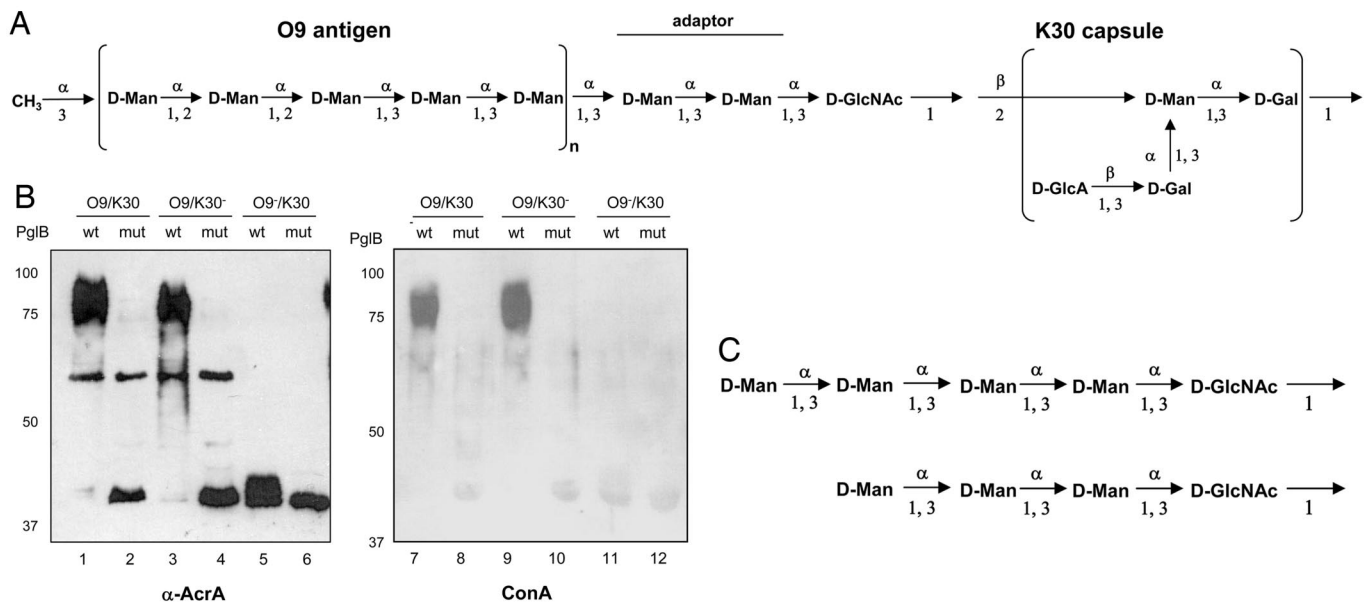 A
O9 antigen
adaptor
K30 capsule
CH3 α 3 D-Man α 1, 2 D-Man α 1, 2 D-Man α 1, 3 D-Man α 1, 3 D-Man n α 1, 3 D-Man α 1, 3 D-Man α 1, 3 D-GlcNAc 1 β 2 D-Man α 1,3 D-Gal 1
α 1, 3
D-GlcA β 1, 3 D-Gal
B
O9/K30 O9/K30- O9-/K30
PglB wt mut wt mut wt mut
100
75
50
37
1 2 3 4 5 6
α-AcrA
O9/K30 O9/K30- O9-/K30
PglB wt mut wt mut wt mut
100
75
50
37
7 8 9 10 11 12
ConA
C
D-Man α 1, 3 D-Man α 1, 3 D-Man α 1, 3 D-Man α 1, 3 D-GlcNAc 1
D-Man α 1, 3 D-Man α 1, 3 D-Man α 1, 3 D-GlcNAc 1